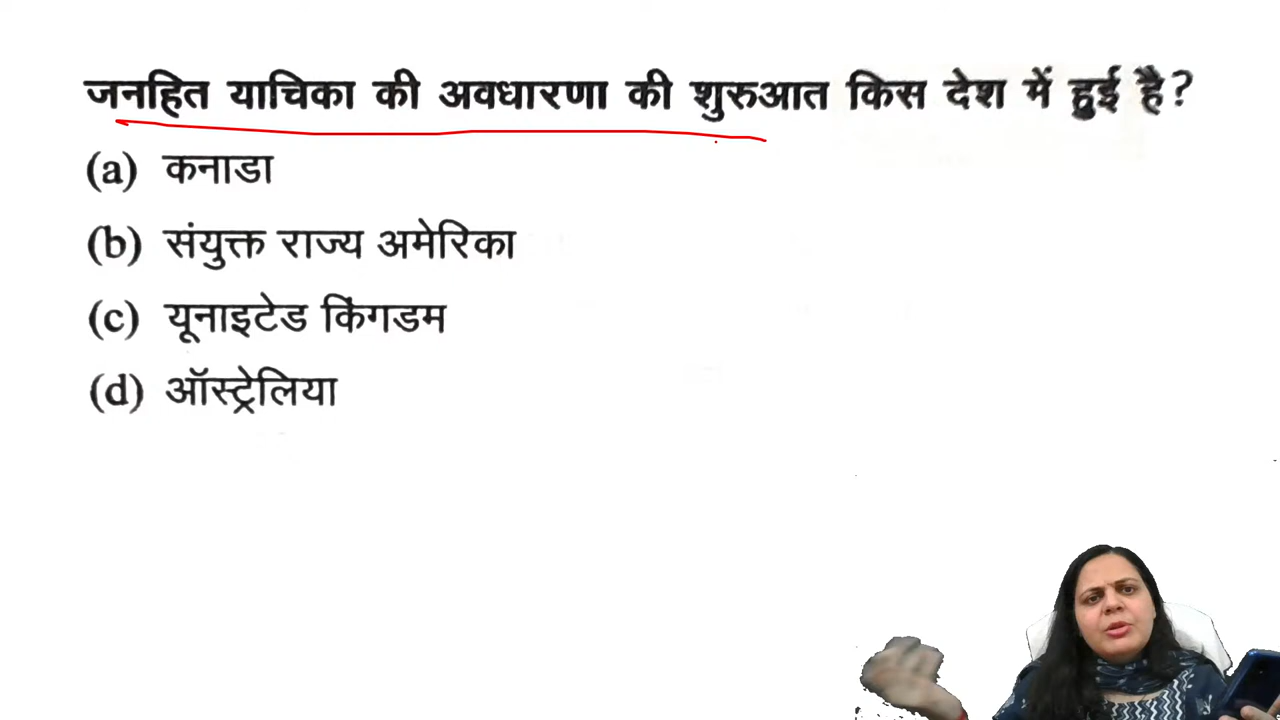 जनहित याचिका की अवधारणा की शुरुआत किस देश में हुई है?
(a) कनाडा
(b) संयुक्त राज्य अमेरिका
(c) यूनाइटेड किंगडम
(d) ऑस्ट्रेलिया